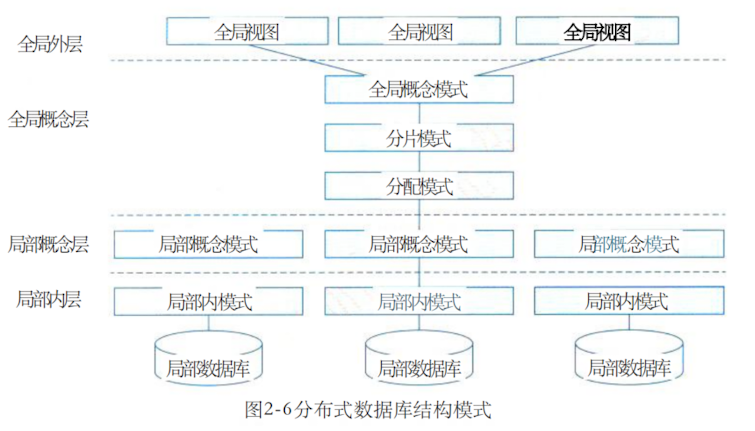 全局外层
全局视图 全局视图 全局视图
全局概念层
全局概念模式
分片模式
分配模式
局部概念层
局部概念模式 局部概念模式 局部概念模式
局部内层
局部内模式 局部内模式 局部内模式
局部数据库 局部数据库 局部数据库
图2-6分布式数据库结构模式